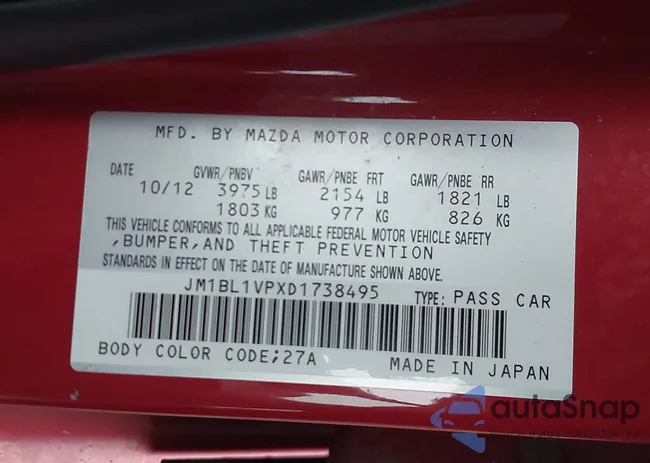 MFD. BY MAZDA MOTOR CORPORATION
DATE GVWR/PNBV GAWR/PNBE FRT GAWR/PNBE RR
10/12 3975 LB 2154 LB 1821 LB
1803 KG 977 KG 826 KG
THIS VEHICLE CONFORMS TO ALL APPLICABLE FEDERAL MOTOR VEHICLE SAFETY
,BUMPER,AND THEFT PREVENTION
STANDARDS IN EFFECT ON THE DATE OF MANUFACTURE SHOWN ABOVE.
JM1BL1VPXD1738495 TYPE: PASS CAR
BODY COLOR CODE;27A MADE IN JAPAN
autoSnap